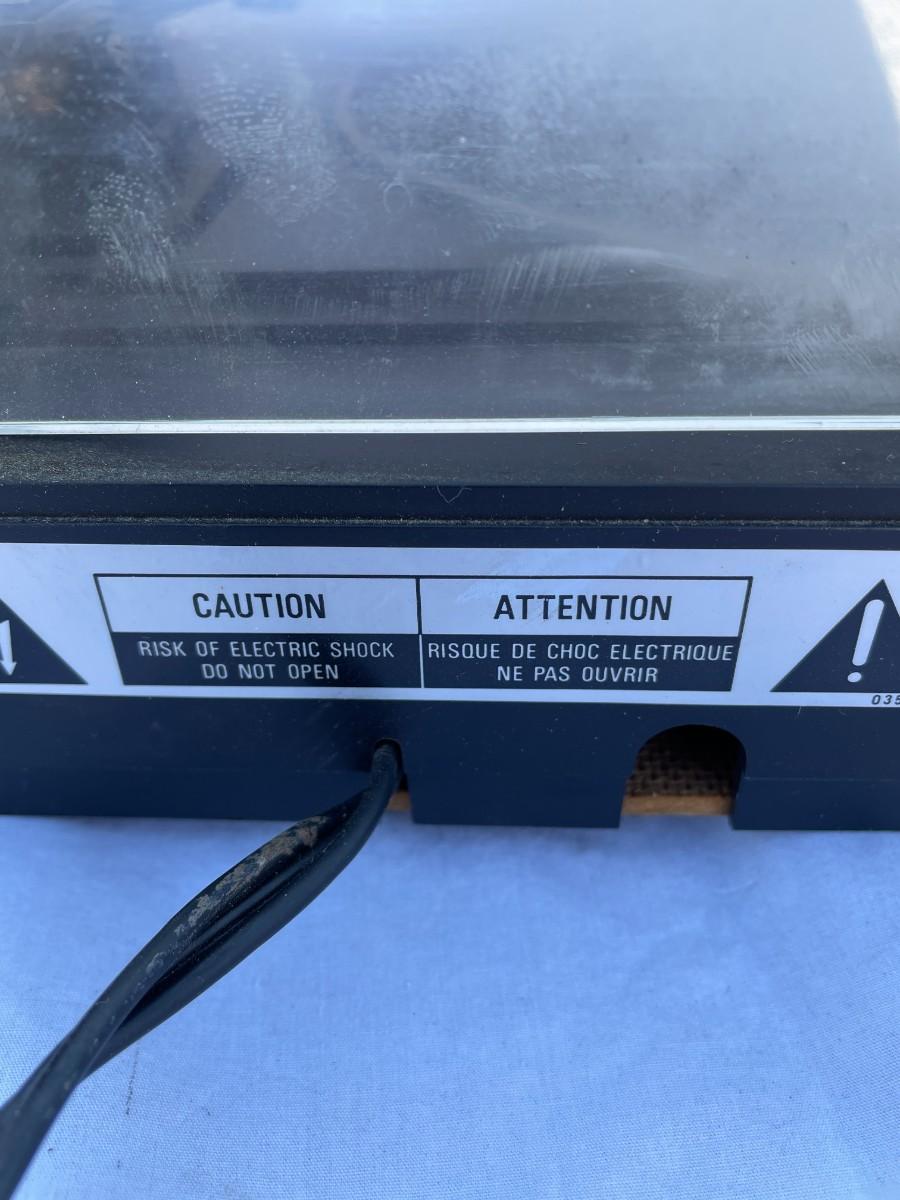 CAUTION
RISK OF ELECTRIC SHOCK
DO NOT OPEN
ATTENTION
RISQUE DE CHOC ELECTRIQUE
NE PAS OUVRIR
!